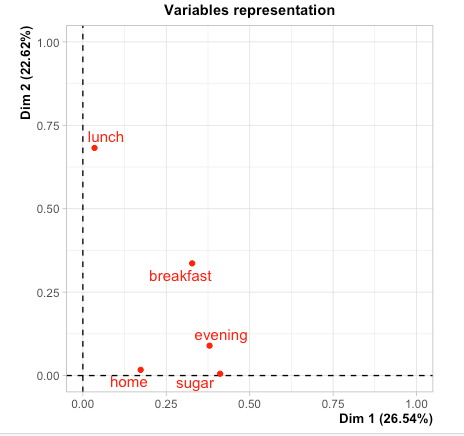 Variables representation
Dim 2 (22.62%)
1.00
0.75
0.50
0.25
0.00
lunch
breakfast
evening
home
sugar
0.00 0.25 0.50 0.75 1.00
Dim 1 (26.54%)